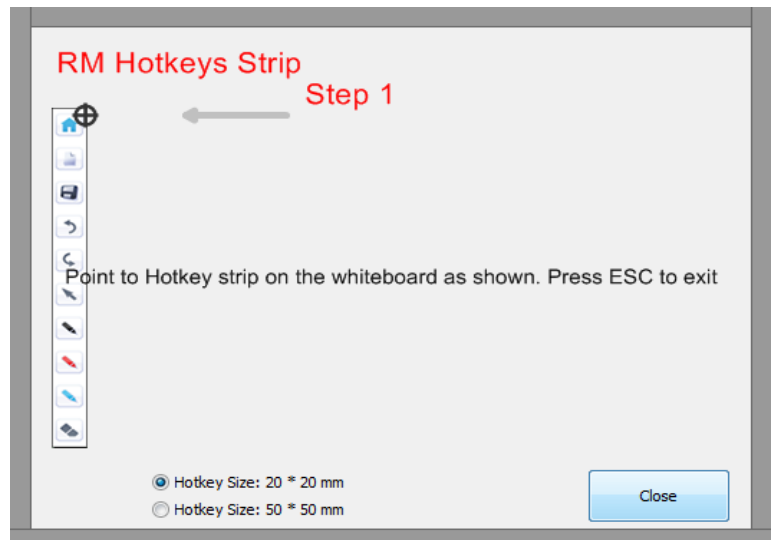 RM Hotkeys Strip
Step 1
Point to Hotkey strip on the whiteboard as shown. Press ESC to exit
Hotkey Size: 20 * 20 mm
Hotkey Size: 50 * 50 mm
Close